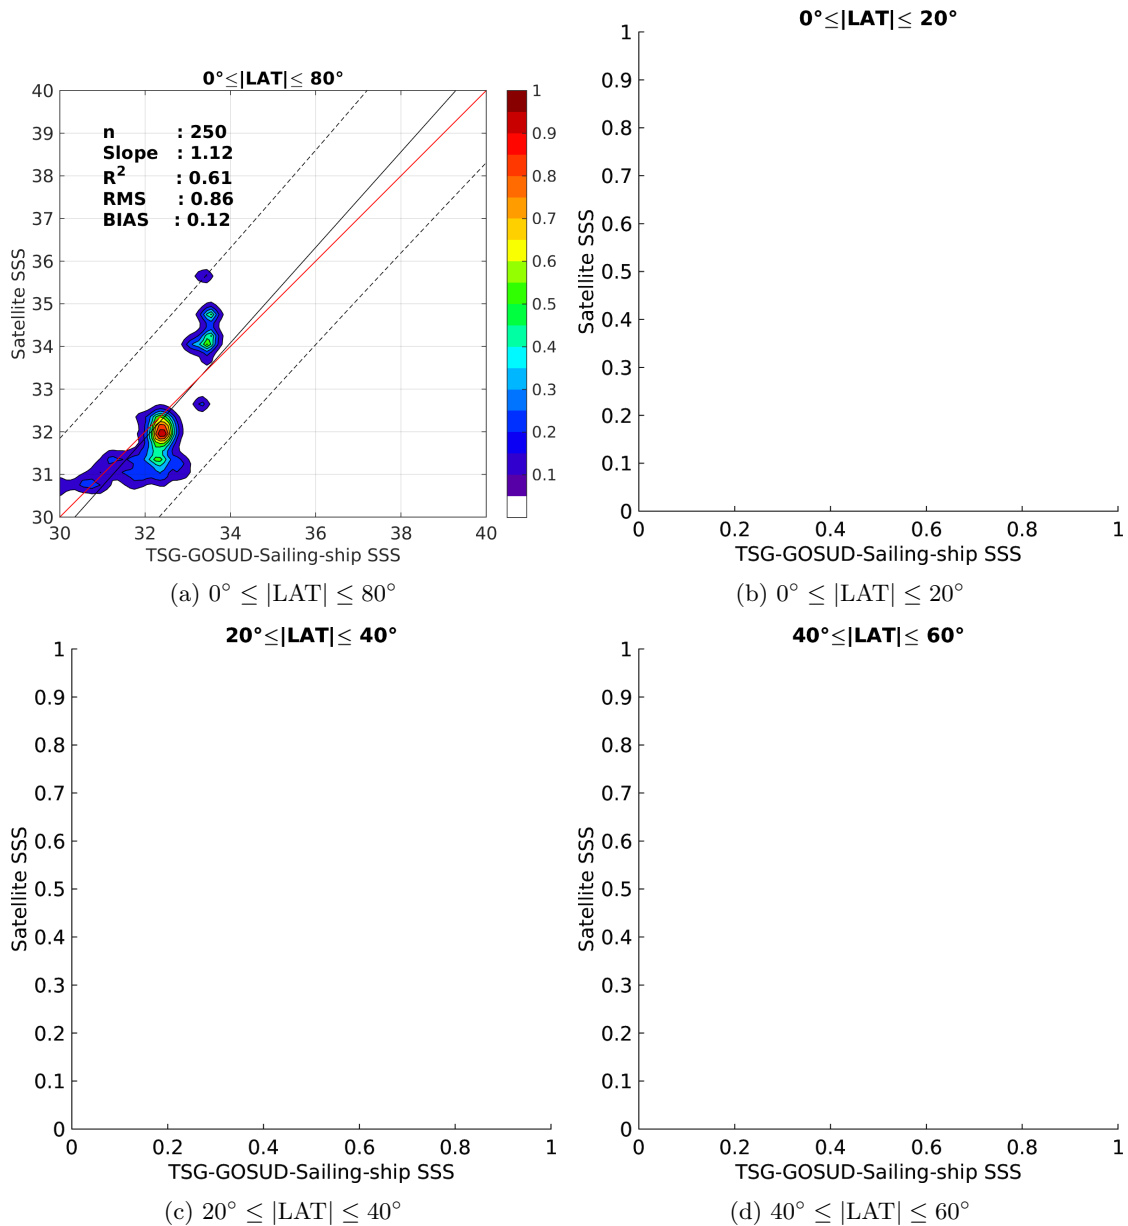 0°≤|LAT|≤ 80°
40
39
38
37
36
35
34
33
32
31
30
Satellite SSS
n : 250
Slope : 1.12
R² : 0.61
RMS : 0.86
BIAS : 0.12
30 32 34 36 38 40
TSG-GOSUD-Sailing-ship SSS
1
0.9
0.8
0.7
0.6
0.5
0.4
0.3
0.2
0.1
(a) 0° ≤ |LAT| ≤ 80°
0°≤|LAT|≤ 20°
1
0.9
0.8
0.7
0.6
0.5
0.4
0.3
0.2
0.1
0
Satellite SSS
0 0.2 0.4 0.6 0.8 1
TSG-GOSUD-Sailing-ship SSS
(b) 0° ≤ |LAT| ≤ 20°
20°≤|LAT|≤ 40°
1
0.9
0.8
0.7
0.6
0.5
0.4
0.3
0.2
0.1
0
Satellite SSS
0 0.2 0.4 0.6 0.8 1
TSG-GOSUD-Sailing-ship SSS
(c) 20° ≤ |LAT| ≤ 40°
40°≤|LAT|≤ 60°
1
0.9
0.8
0.7
0.6
0.5
0.4
0.3
0.2
0.1
0
Satellite SSS
0 0.2 0.4 0.6 0.8 1
TSG-GOSUD-Sailing-ship SSS
(d) 40° ≤ |LAT| ≤ 60°